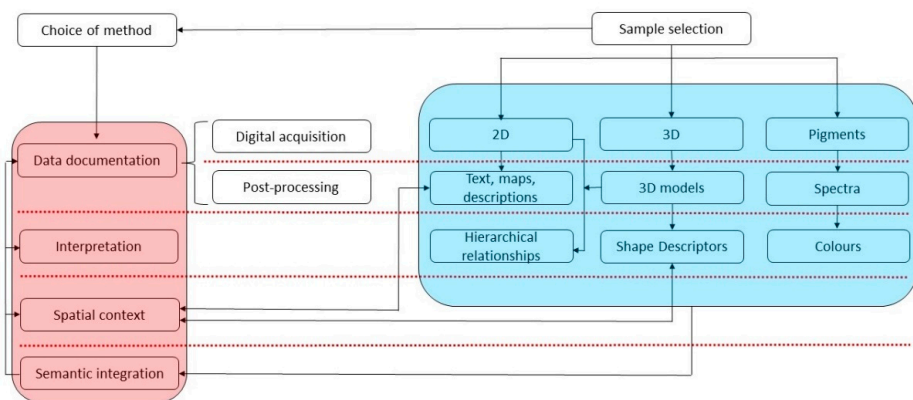 Choice of method
Sample selection
Digital acquisition
2D
3D
Pigments
Data documentation
Post-processing
Text, maps,
descriptions
3D models
Spectra
Interpretation
Hierarchical
relationships
Shape Descriptors
Colours
Spatial context
Semantic integration